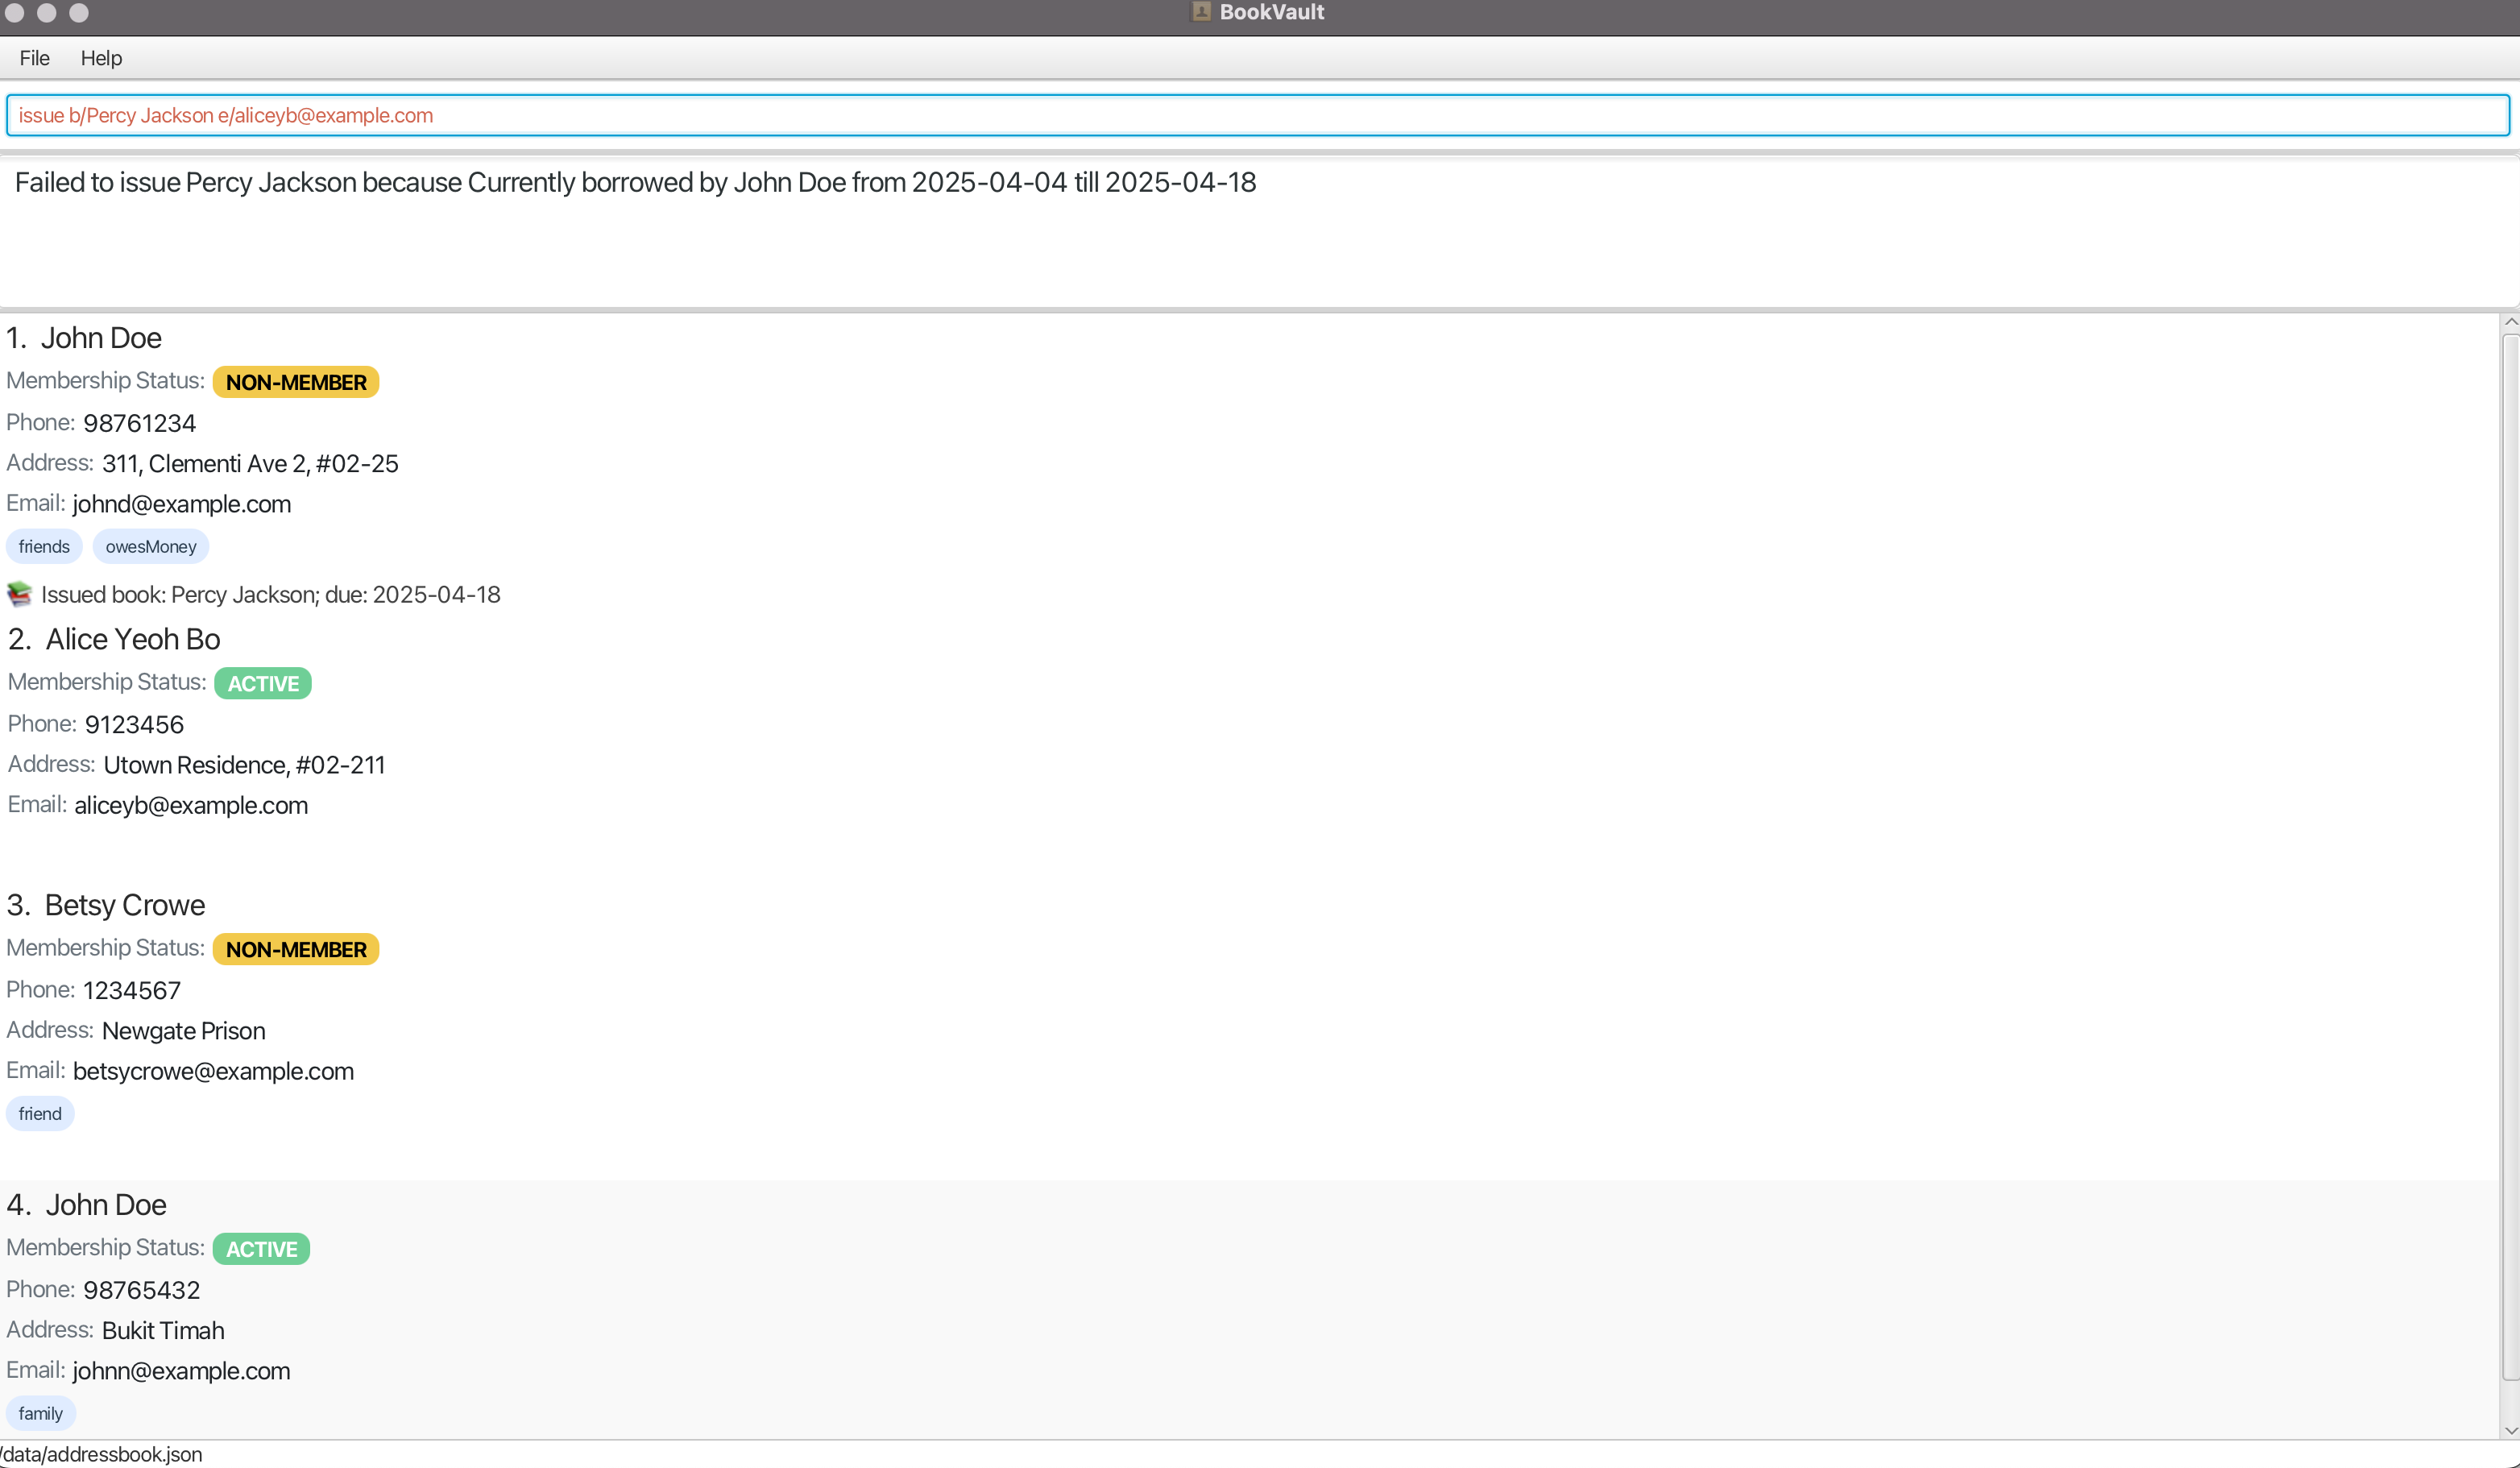 BookVault
File Help
issue b/Percy Jackson e/aliceyb@example.com
Failed to issue Percy Jackson because Currently borrowed by John Doe from 2025-04-04 till 2025-04-18
1. John Doe
Membership Status: NON-MEMBER
Phone: 98761234
Address: 311, Clementi Ave 2, #02-25
Email: johnd@example.com
friends owesMoney
Issued book: Percy Jackson; due: 2025-04-18
2. Alice Yeoh Bo
Membership Status: ACTIVE
Phone: 9123456
Address: Utown Residence, #02-211
Email: aliceyb@example.com
3. Betsy Crowe
Membership Status: NON-MEMBER
Phone: 1234567
Address: Newgate Prison
Email: betsycrowe@example.com
friend
4. John Doe
Membership Status: ACTIVE
Phone: 98765432
Address: Bukit Timah
Email: johnn@example.com
family
/data/addressbook.json